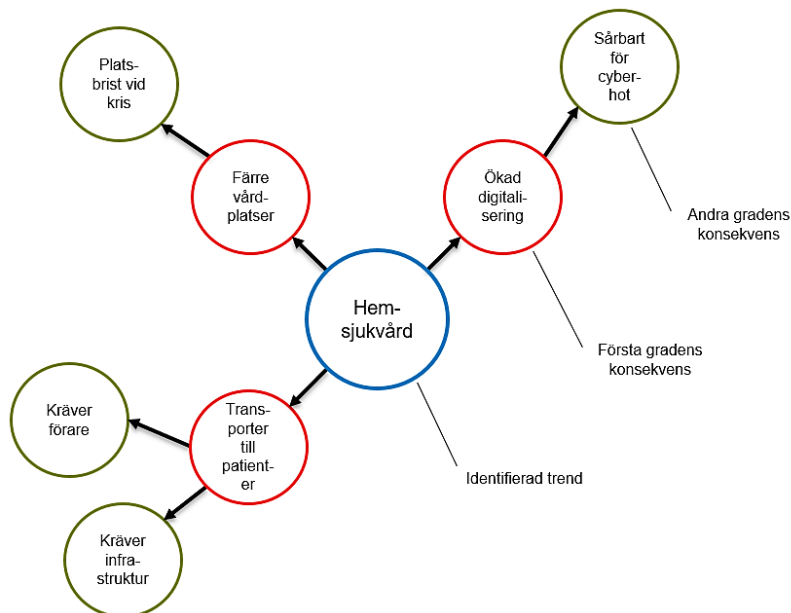 Plats-
brist vid
kris
Sårbart
för
cyber-
hot
Färre
vård-
platser
Ökad
digitali-
sering
Andra gradens
konsekvens
Hem-
sjukvård
Första gradens
konsekvens
Kräver
förare
Trans-
porter
till
patient-
er
Identifierad trend
Kräver
infra-
struktur